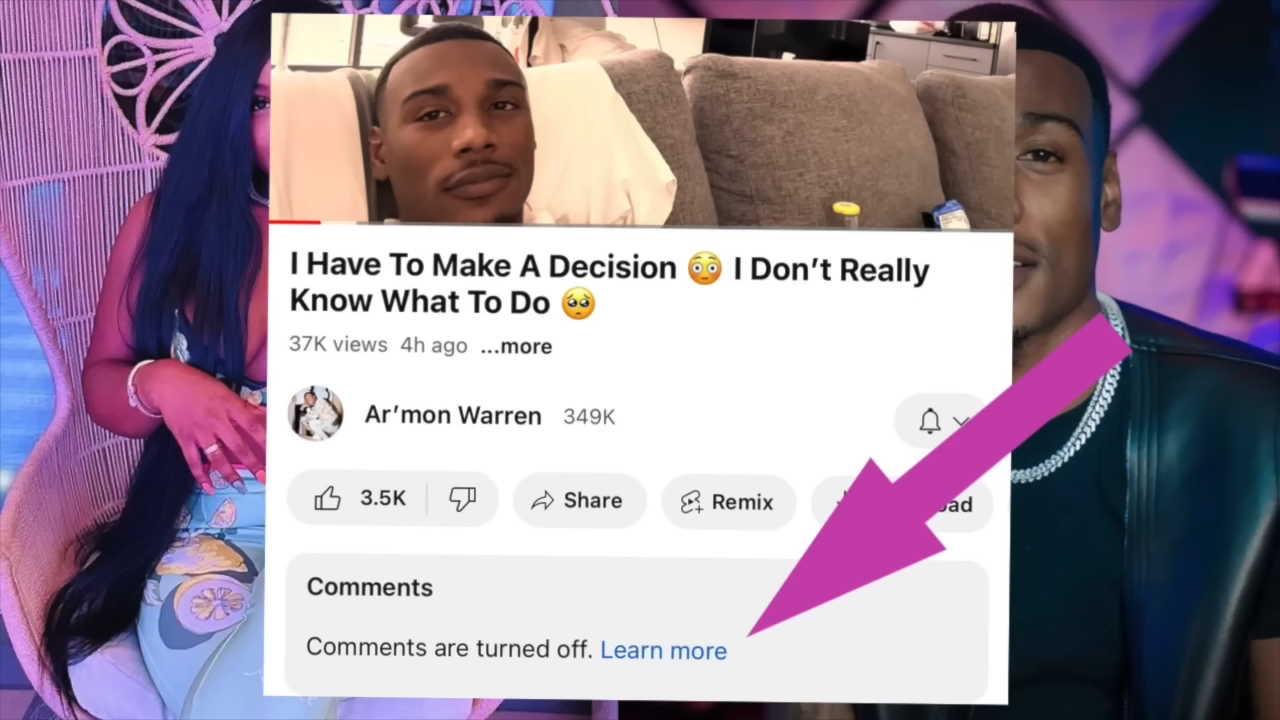 I Have To Make A Decision 😳 I Don't Really
Know What To Do 🥺
37K views 4h ago ...more
Ar'mon Warren 349K
3.5K Share Remix
Comments
Comments are turned off. Learn more